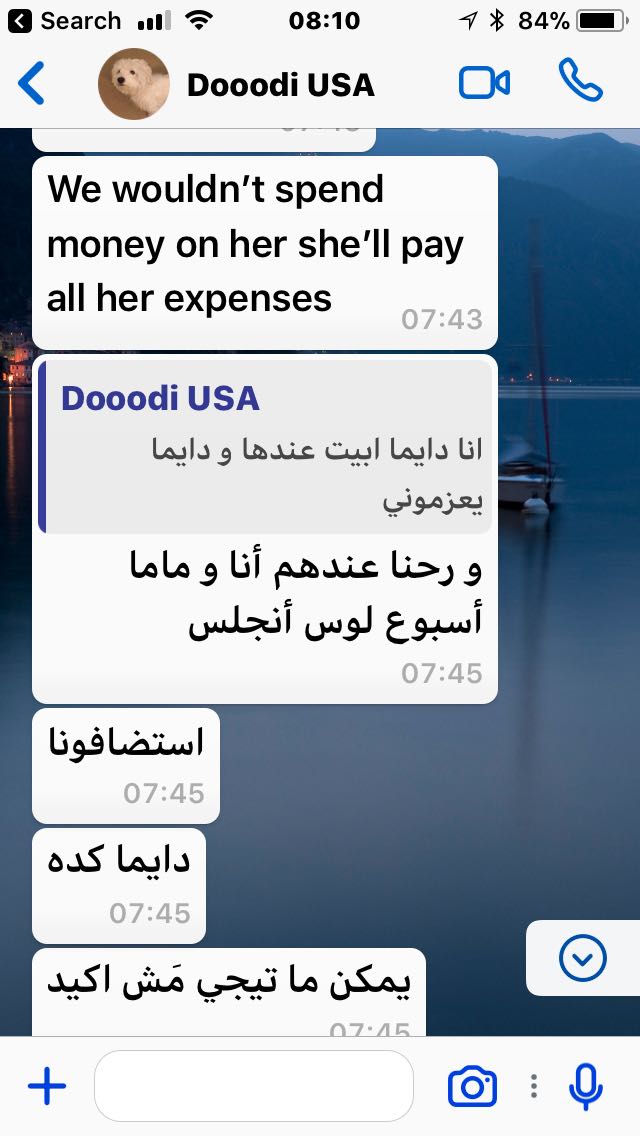 Search
08:10
84%
Dooodi USA
We wouldn’t spend
money on her she’ll pay
all her expenses
07:43
Dooodi USA
انا دايما ابيت عندها و دايما
يعزموني
و رحنا عندهم أنا و ماما
أسبوع لوس أنجلس
07:45
استضافونا
07:45
دايما كده
07:45
يمكن ما تيجي مَش اكيد
07:45